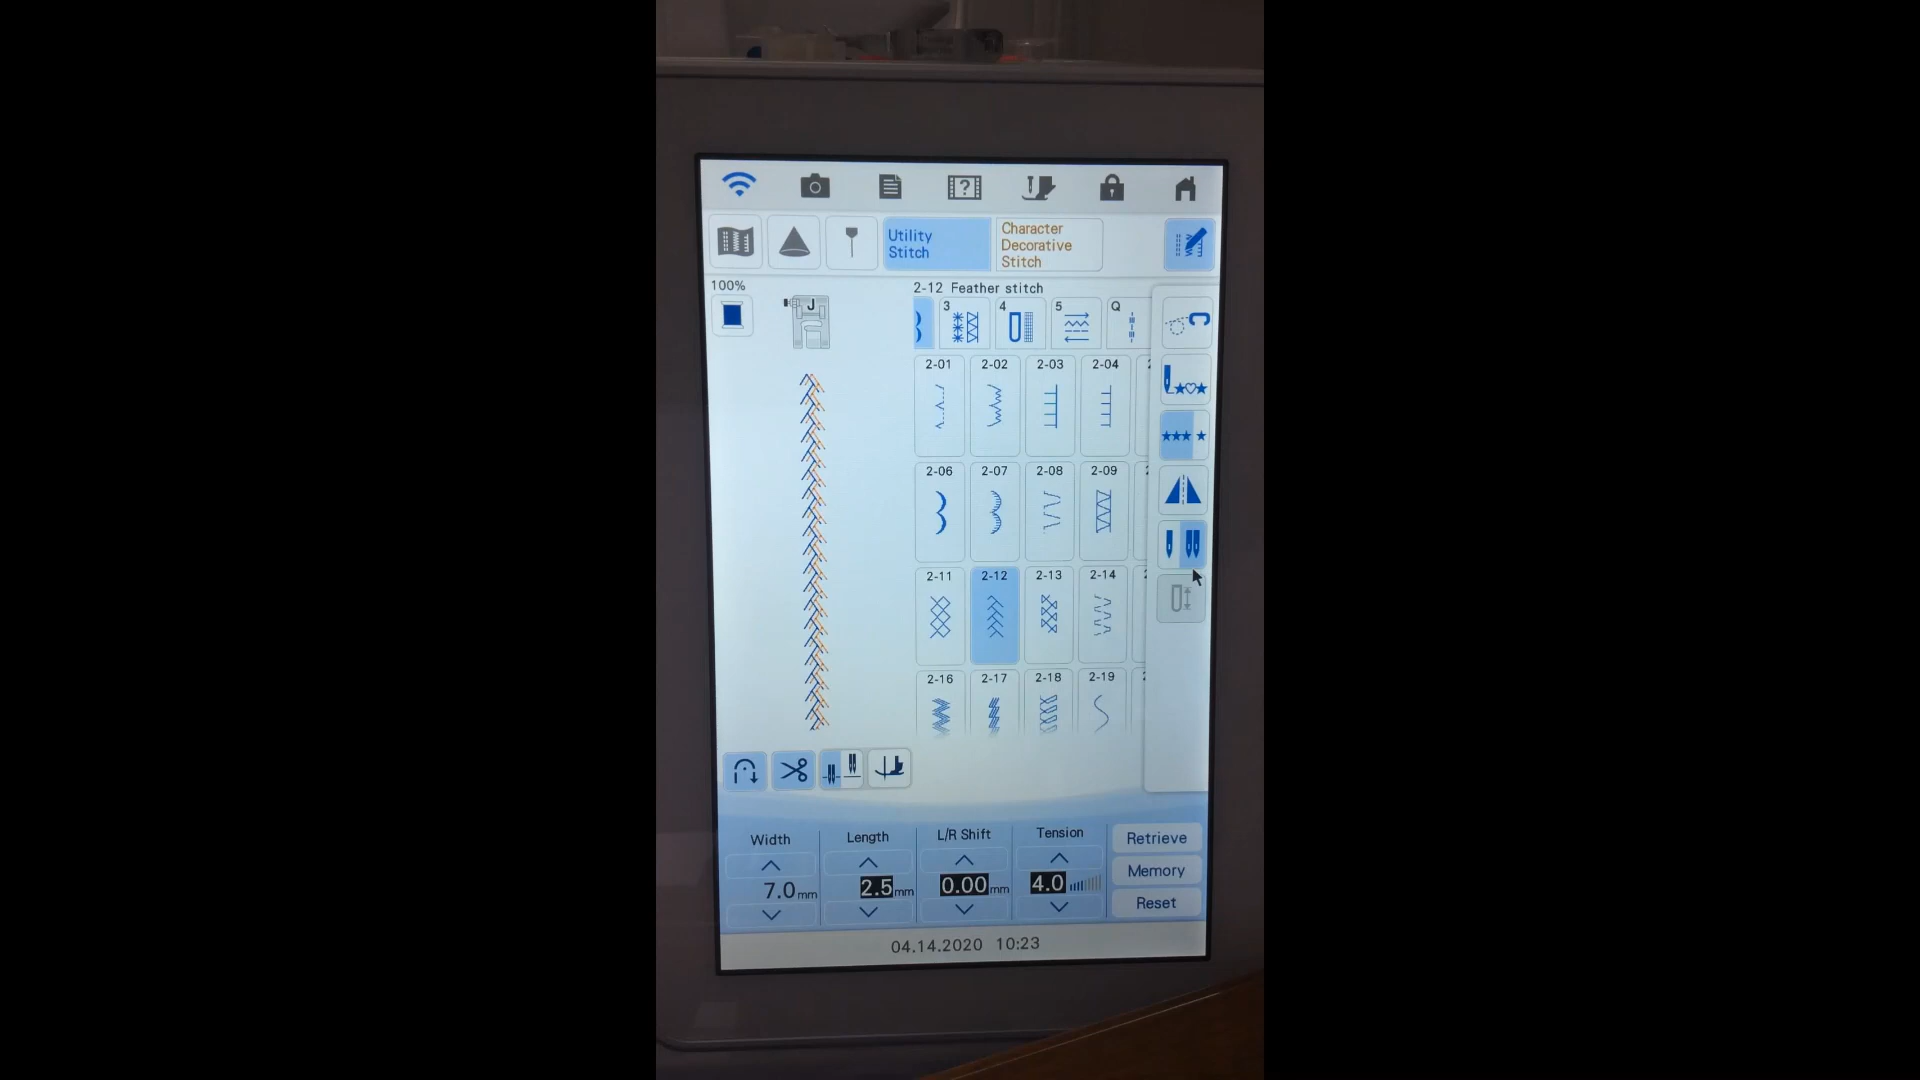 Utility
Stitch
Character
Decorative
Stitch
100%
J
2-12 Feather stitch
3
4
5
Q
2-01
2-02
2-03
2-04
2-06
2-07
2-08
2-09
2-11
2-12
2-13
2-14
2-16
2-17
2-18
2-19
Width
Length
L/R Shift
Tension
7.0mm
2.5mm
0.00mm
4.0
Retrieve
Memory
Reset
04.14.2020 10:23